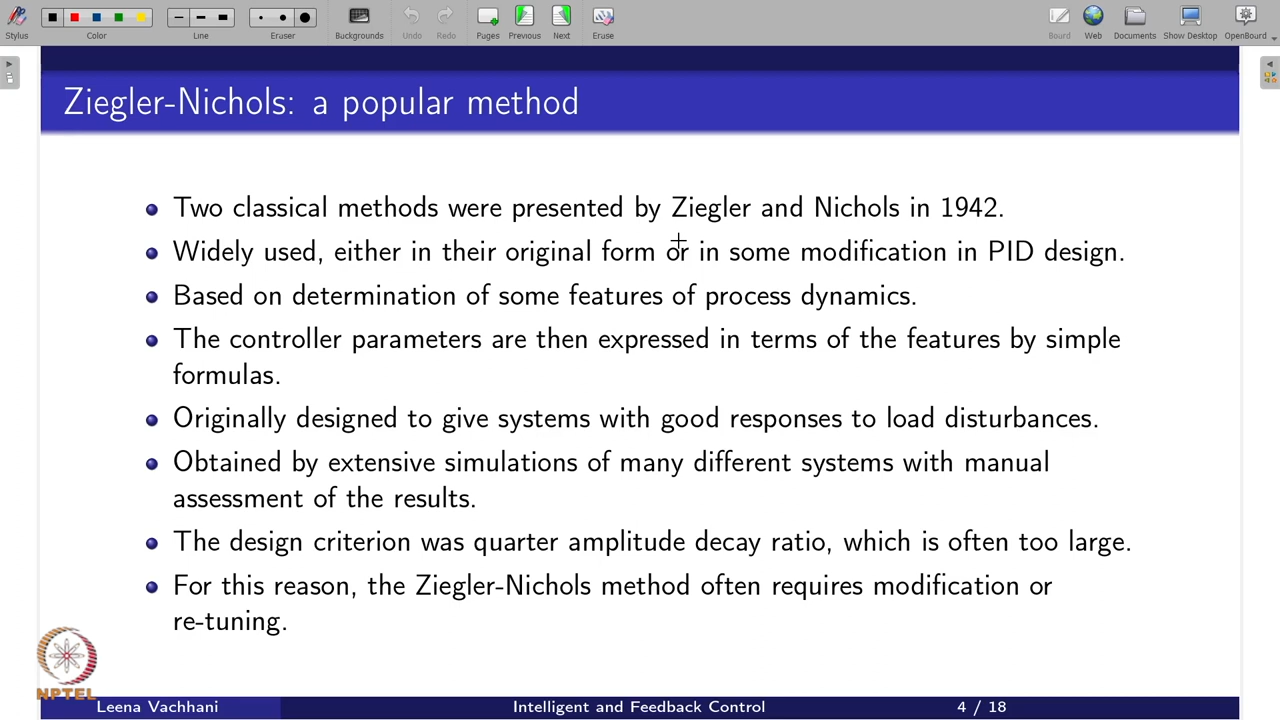 Stylus
Color
Line
Eraser
Backgrounds
Undo
Redo
Pages
Previous
Next
Erase
Board
Web
Documents
Show Desktop
OpenBoard
Ziegler-Nichols: a popular method
Two classical methods were presented by Ziegler and Nichols in 1942.
Widely used, either in their original form or in some modification in PID design.
Based on determination of some features of process dynamics.
The controller parameters are then expressed in terms of the features by simple
formulas.
Originally designed to give systems with good responses to load disturbances.
Obtained by extensive simulations of many different systems with manual
assessment of the results.
The design criterion was quarter amplitude decay ratio, which is often too large.
For this reason, the Ziegler-Nichols method often requires modification or
re-tuning.
NPTEL
Leena Vachhani
Intelligent and Feedback Control
4 / 18